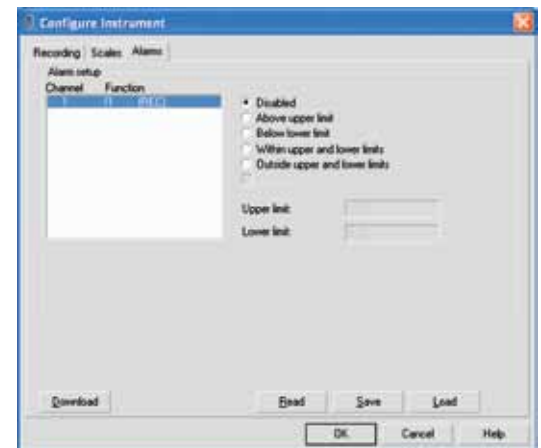 Configure Instrument
Recording Scales Alarms
Alarm setup
Channel Function
1
Disabled
Above upper limit
Below lower limit
Within upper and lower limits
Outside upper and lower limits
Upper limit:
Lower limit:
Download Read Save Load
OK Cancel Help